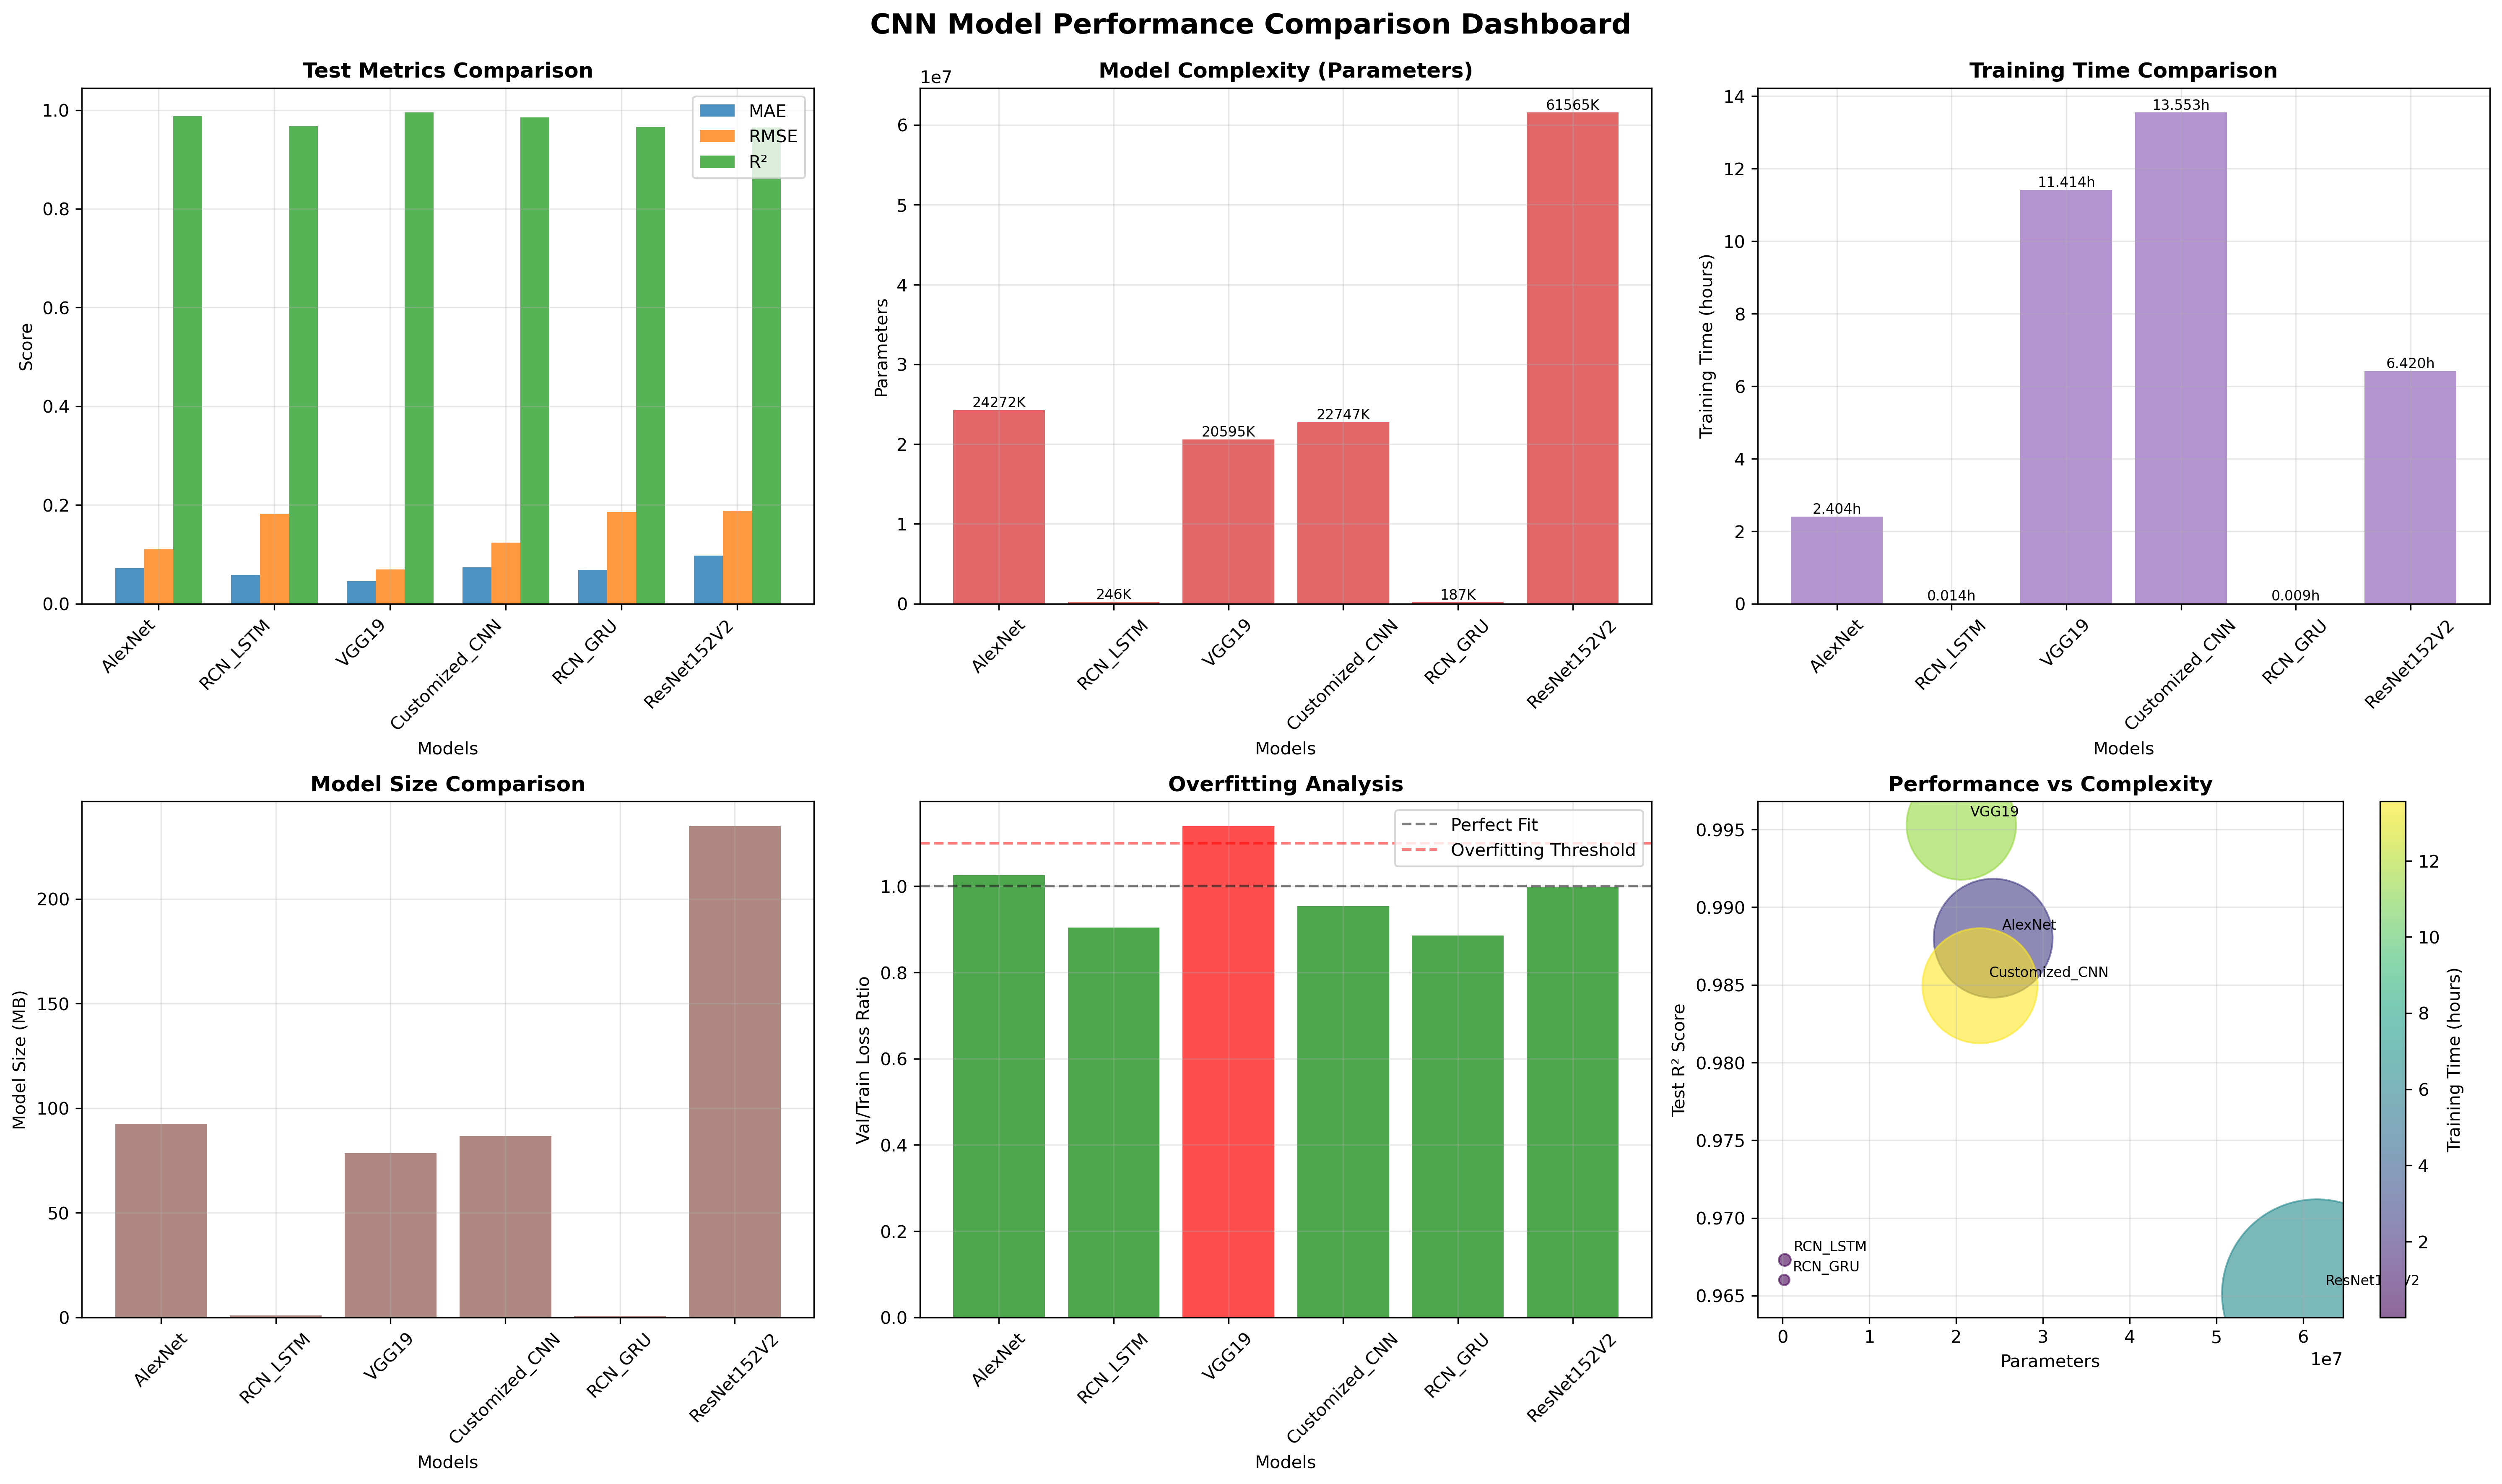 CNN Model Performance Comparison Dashboard
Test Metrics Comparison
1.0
0.8
0.6
0.4
0.2
0.0
Score
MAE
RMSE
R²
AlexNet
RCN_LSTM
VGG19
Customized_CNN
RCN_GRU
ResNet152V2
Models
Model Complexity (Parameters)
1e7
6
5
4
3
2
1
0
Parameters
24272K
246K
20595K
22747K
187K
61565K
AlexNet
RCN_LSTM
VGG19
Customized_CNN
RCN_GRU
ResNet152V2
Models
Training Time Comparison
14
12
10
8
6
4
2
0
Training Time (hours)
2.404h
0.014h
11.414h
13.553h
0.009h
6.420h
AlexNet
RCN_LSTM
VGG19
Customized_CNN
RCN_GRU
ResNet152V2
Models
Model Size Comparison
200
150
100
50
0
Model Size (MB)
AlexNet
RCN_LSTM
VGG19
Customized_CNN
RCN_GRU
ResNet152V2
Models
Overfitting Analysis
1.0
0.8
0.6
0.4
0.2
0.0
Val/Train Loss Ratio
Perfect Fit
Overfitting Threshold
AlexNet
RCN_LSTM
VGG19
Customized_CNN
RCN_GRU
ResNet152V2
Models
Performance vs Complexity
0.995
0.990
0.985
0.980
0.975
0.970
0.965
Test R² Score
VGG19
AlexNet
Customized_CNN
RCN_LSTM
RCN_GRU
0
1
2
3
4
5
6
1e7
Parameters
12
10
8
6
4
2
Training Time (hours)